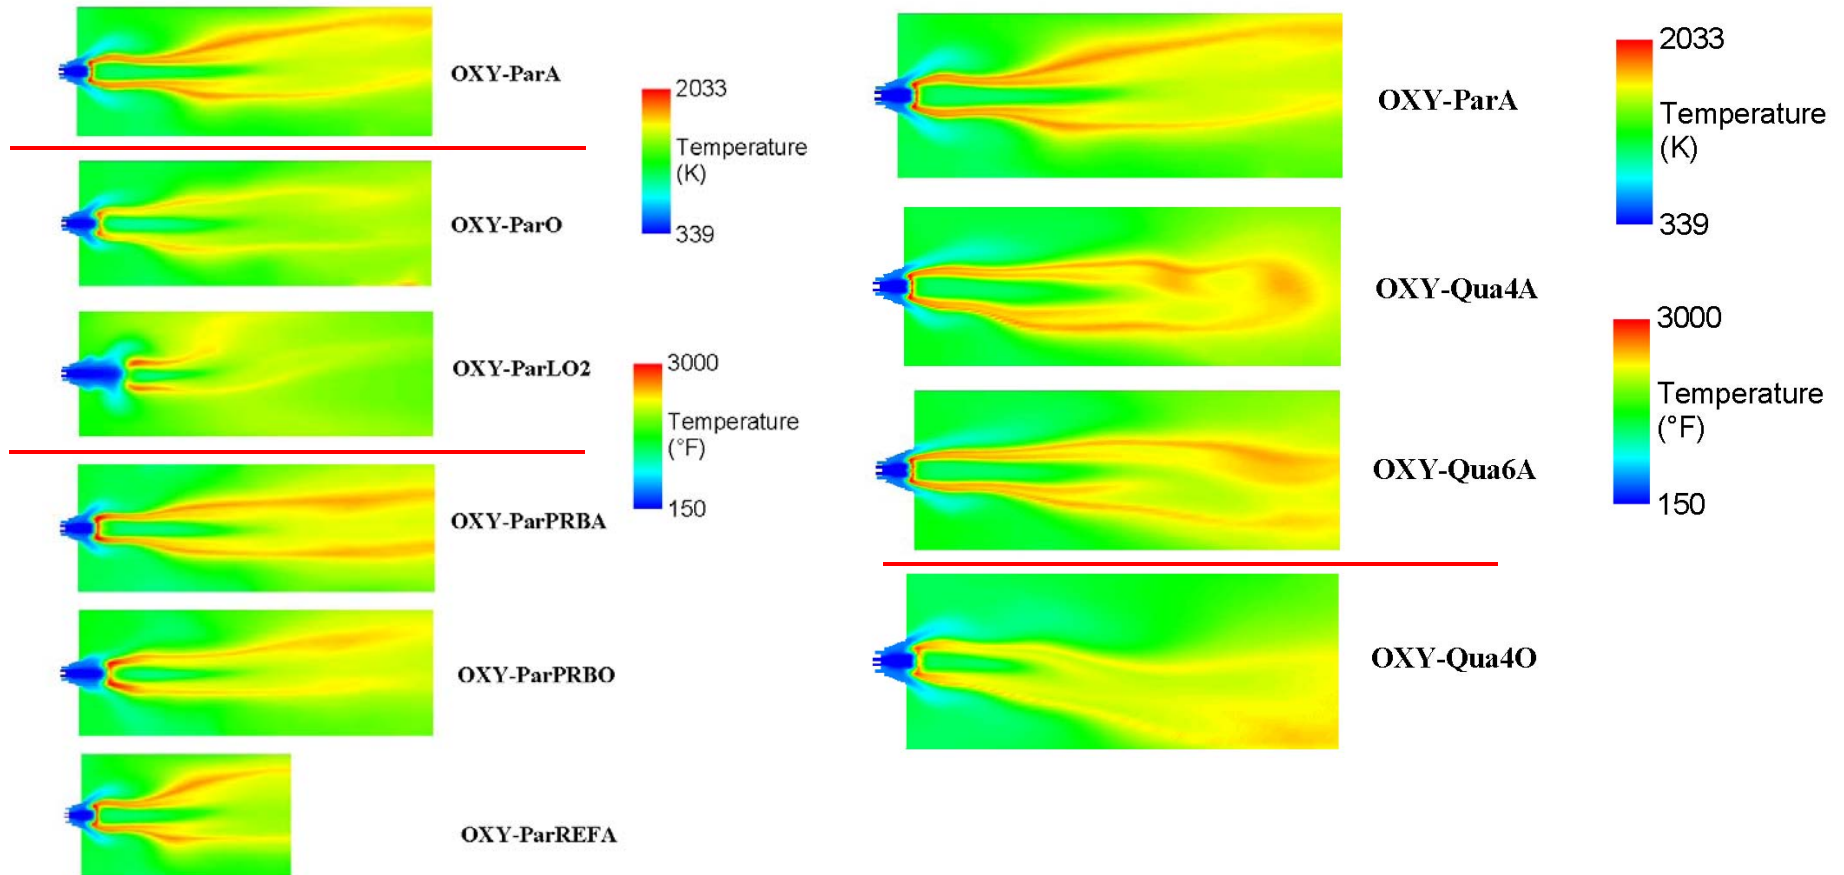 OXY-ParA
2033
Temperature
(K)
339
OXY-ParO
OXY-ParLO2
3000
Temperature
(°F)
150
OXY-ParPRBA
OXY-ParPRBO
OXY-ParREFA
OXY-ParA
2033
Temperature
(K)
339
OXY-Qua4A
3000
Temperature
(°F)
150
OXY-Qua6A
OXY-Qua4O